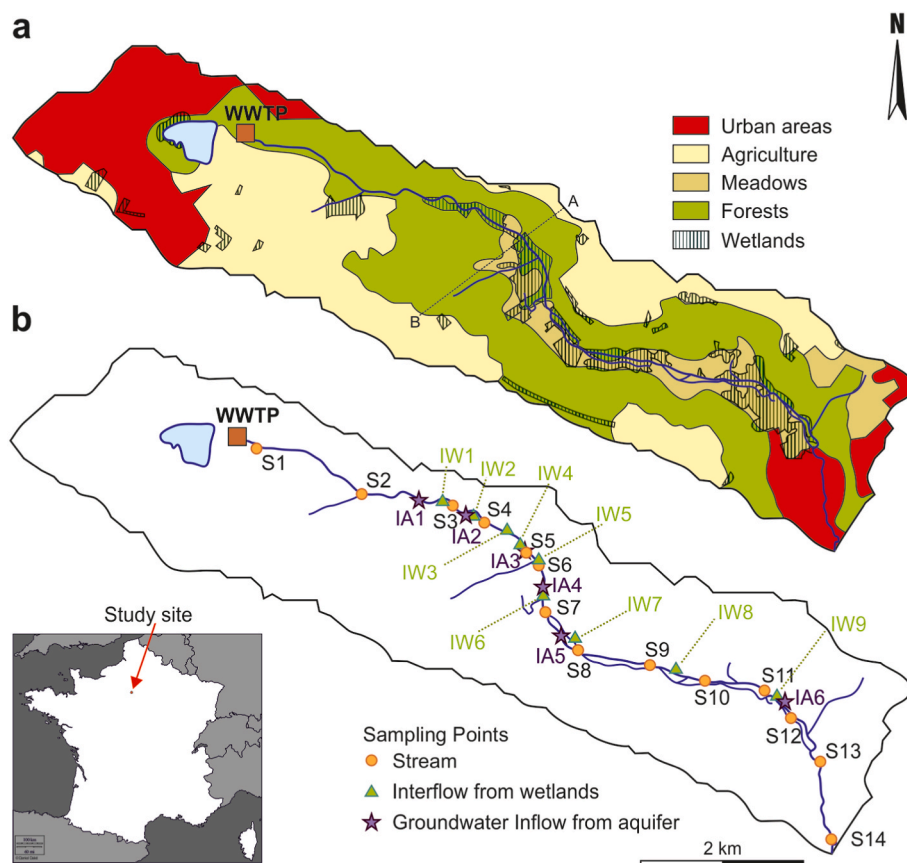 a
N
WWTP
Urban areas
Agriculture
Meadows
Forests
Wetlands
A
B
b
WWTP
S1
S2
IW1
IW2
IW4
IA1
S3
S4
IA2
IW5
IW3
S5
IA3
S6
IA4
IW6
S7
IW7
IA5
S8
S9
IW8
IW9
S10
S11
IA6
S12
S13
S14
Study site
Sampling Points
Stream
Interflow from wetlands
Groundwater Inflow from aquifer
2 km